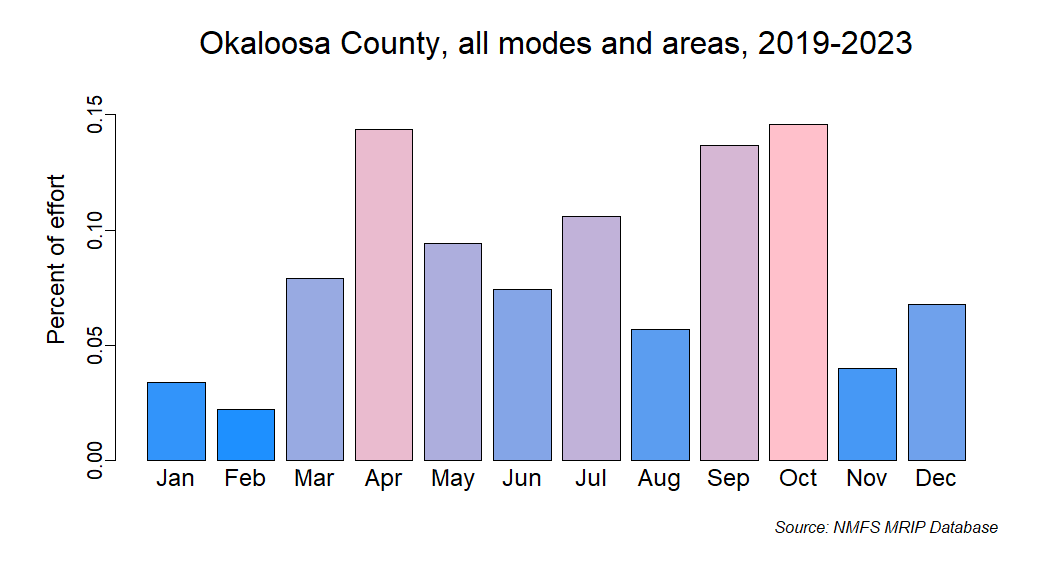 Okaloosa County, all modes and areas, 2019-2023
Percent of effort
0.15
0.10
0.05
0.00
Jan Feb Mar Apr May Jun Jul Aug Sep Oct Nov Dec
Source: NMFS MRIP Database